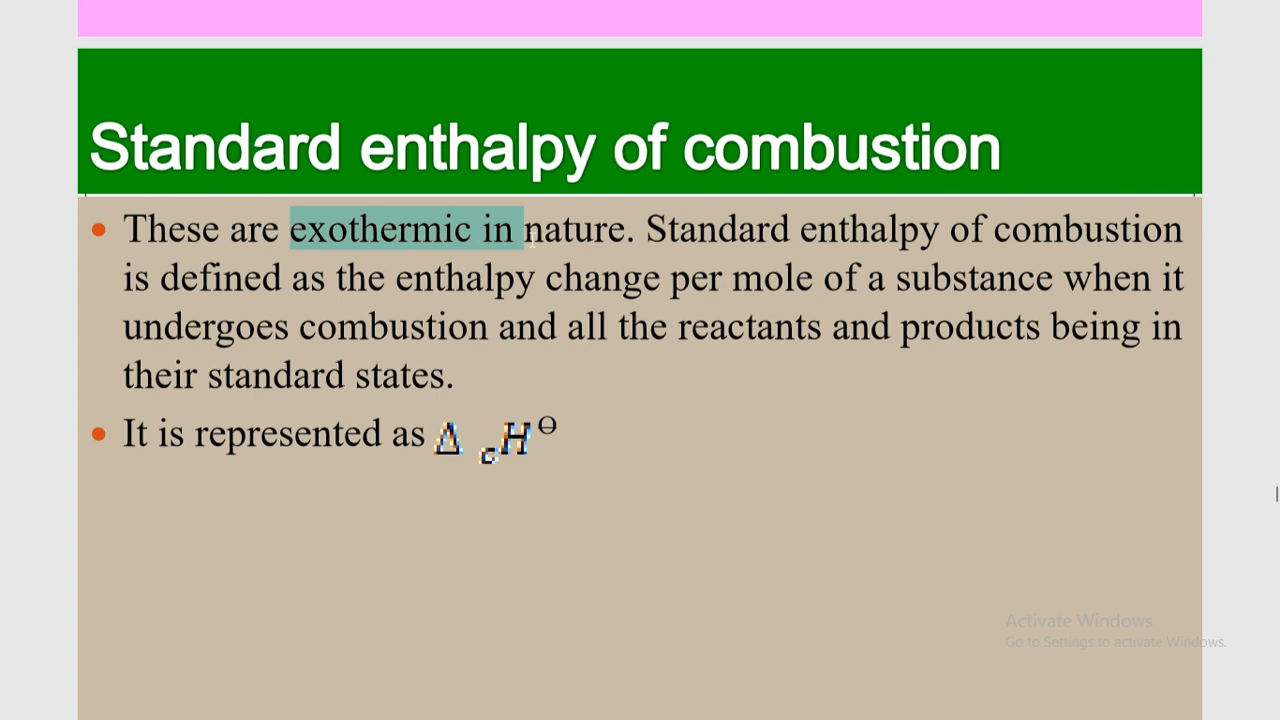 Standard enthalpy of combustion
• These are exothermic in nature. Standard enthalpy of combustion
is defined as the enthalpy change per mole of a substance when it
undergoes combustion and all the reactants and products being in
their standard states.
• It is represented as Δ cH⊖
Activate Windows
Go to Settings to activate Windows.